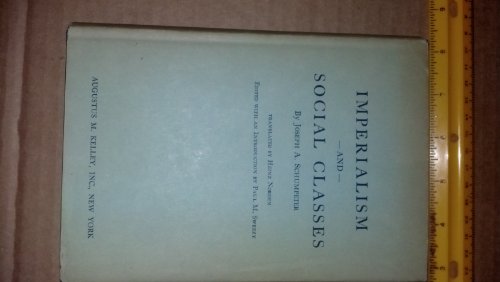 IMPERIALISM
—AND—
SOCIAL CLASSES
By Joseph A. Schumpeter
TRANSLATED BY Heinz Norden
Edited with an Introduction by Paul M. Sweezy
AUGUSTUS M. KELLEY, INC., NEW YORK